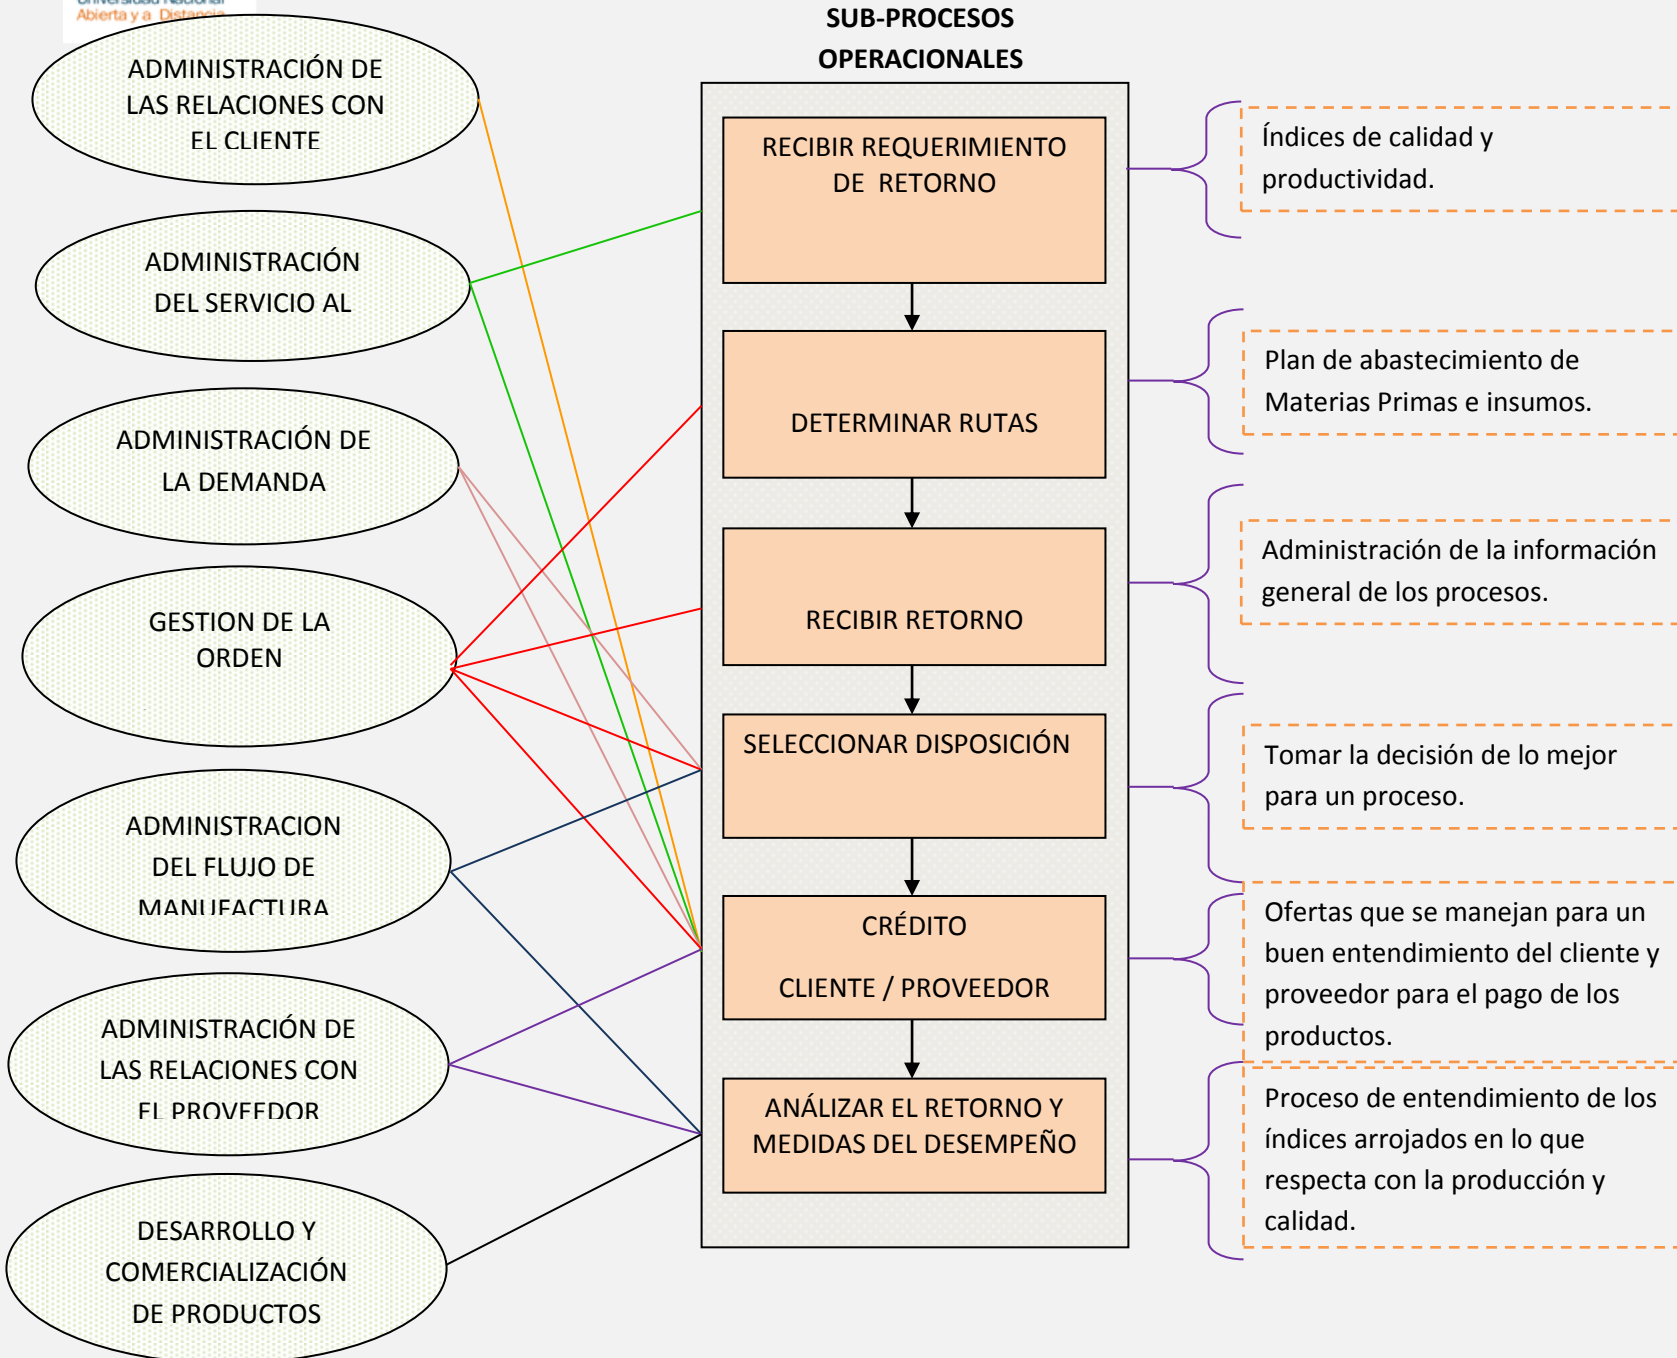 Universidad Nacional
Abierta y a Distancia
SUB-PROCESOS
OPERACIONALES
ADMINISTRACIÓN DE
LAS RELACIONES CON
EL CLIENTE
ADMINISTRACIÓN
DEL SERVICIO AL
ADMINISTRACIÓN DE
LA DEMANDA
GESTION DE LA
ORDEN
ADMINISTRACION
DEL FLUJO DE
MANUFACTURA
ADMINISTRACIÓN DE
LAS RELACIONES CON
EL PROVEEDOR
DESARROLLO Y
COMERCIALIZACIÓN
DE PRODUCTOS
RECIBIR REQUERIMIENTO
DE RETORNO
DETERMINAR RUTAS
RECIBIR RETORNO
SELECCIONAR DISPOSICIÓN
CRÉDITO
CLIENTE / PROVEEDOR
ANÁLIZAR EL RETORNO Y
MEDIDAS DEL DESEMPEÑO
Índices de calidad y
productividad.
Plan de abastecimiento de
Materias Primas e insumos.
Administración de la información
general de los procesos.
Tomar la decisión de lo mejor
para un proceso.
Ofertas que se manejan para un
buen entendimiento del cliente y
proveedor para el pago de los
productos.
Proceso de entendimiento de los
índices arrojados en lo que
respecta con la producción y
calidad.